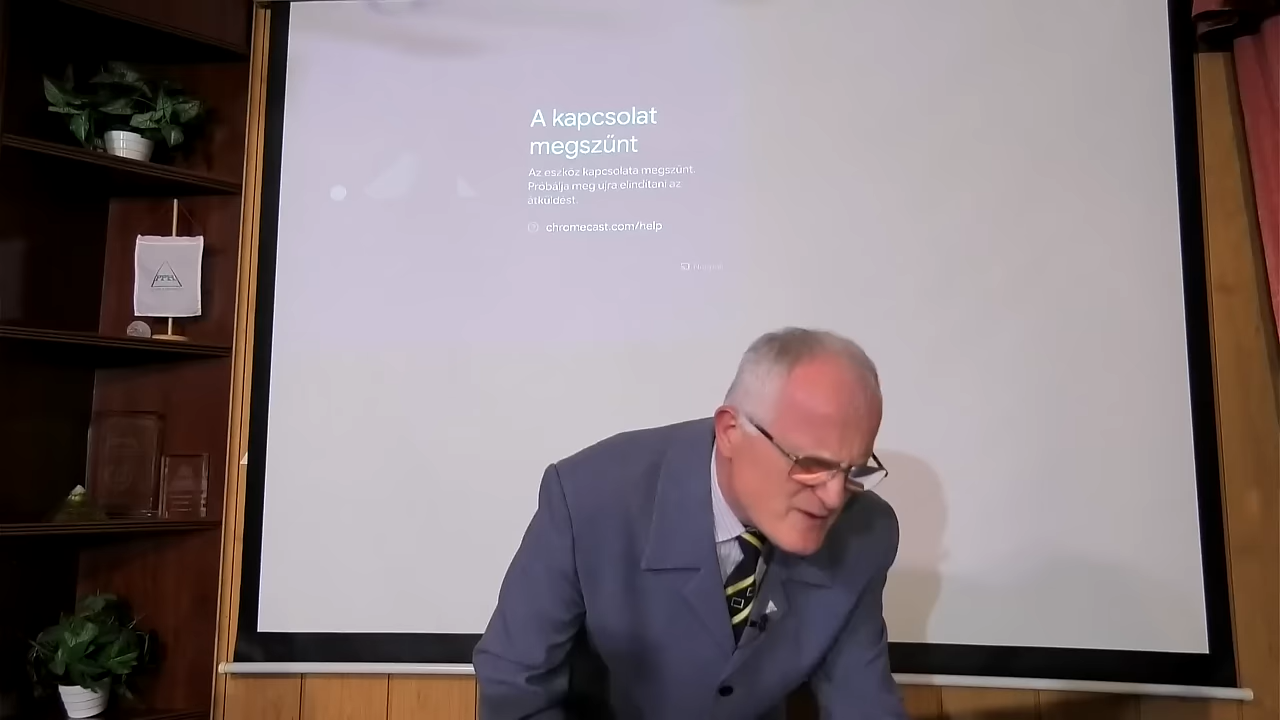 A kapcsolat
megszűnt
Az eszköz kapcsolata megszűnt.
Próbálja meg újra elindítani az
átküldést.
chromecast.com/help